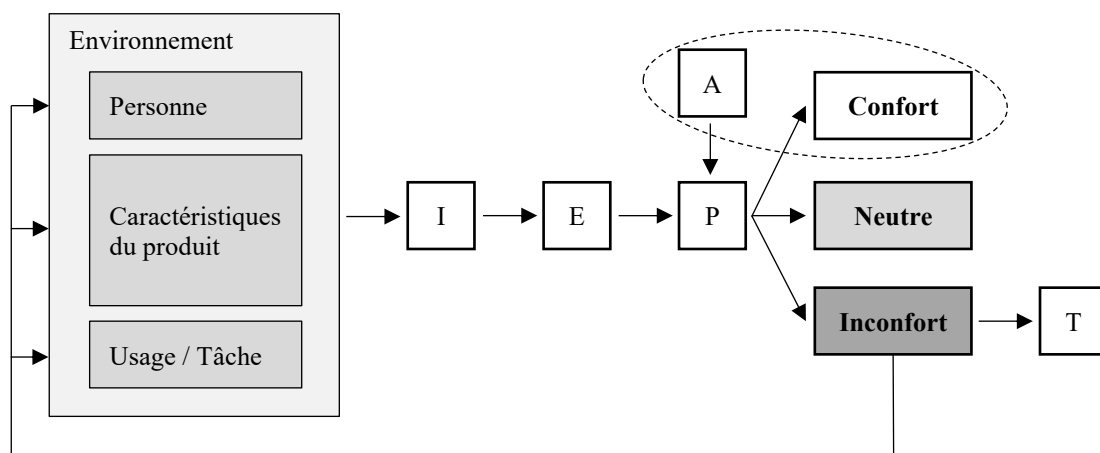 Environnement
Personne
Caractéristiques
du produit
Usage / Tâche
I
E
P
A
Confort
Neutre
Inconfort
T